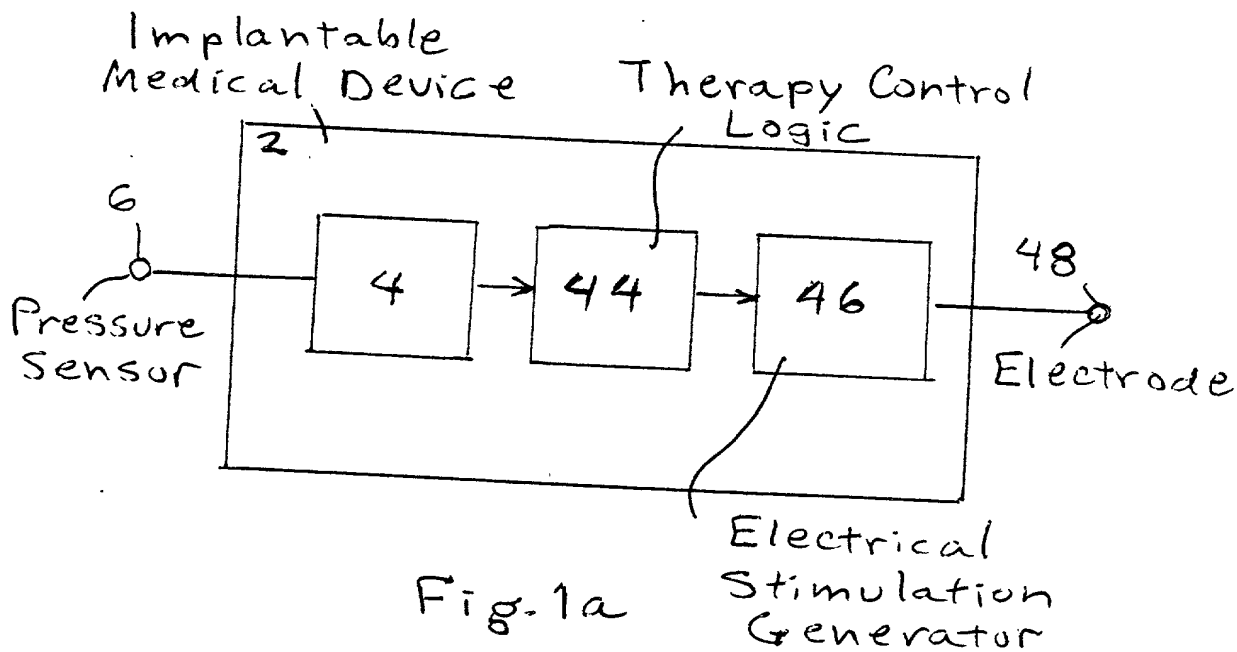 Implantable
Medical Device
Therapy Control
Logic
2
6
4
44
46
48
Pressure
Sensor
Electrode
Electrical
Stimulation
Generator
Fig. 1a